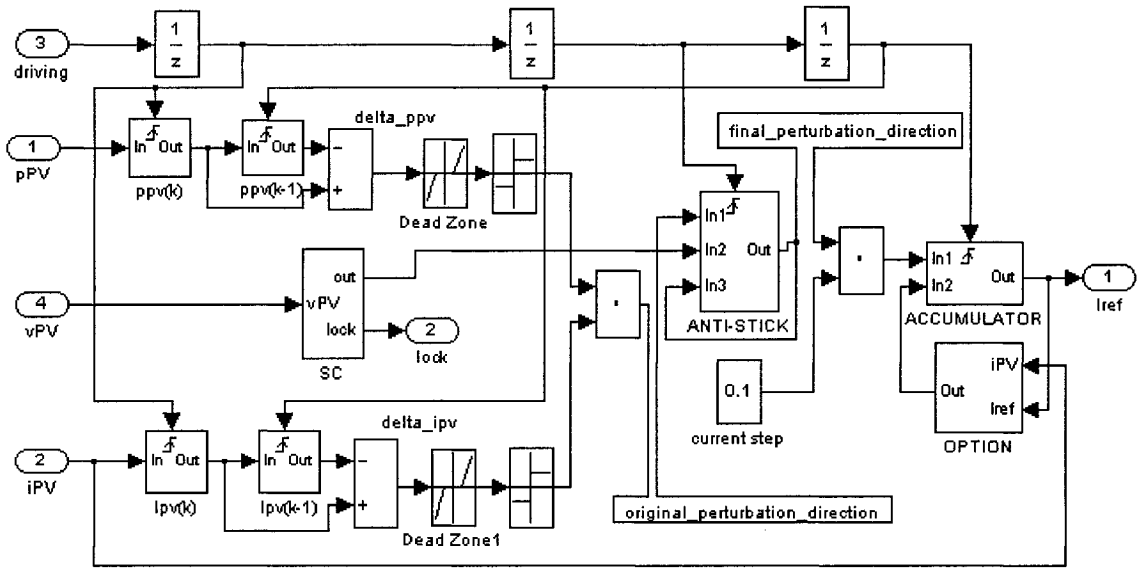 3
driving
1
z
1
z
1
z
1
pPV
In Out
ppv(k)
In Out
ppv(k-1)
delta_ppv
−
+
Dead Zone
final_perturbation_direction
In1
In2
In3
Out
ANTI-STICK
In1
In2
Out
ACCUMULATOR
1
Iref
4
vPV
out
vPV
lock
SC
2
lock
0.1
current step
iPV
Out
Iref
OPTION
2
iPV
In Out
Ipv(k)
In Out
Ipv(k-1)
delta_ipv
−
+
Dead Zone1
original_perturbation_direction